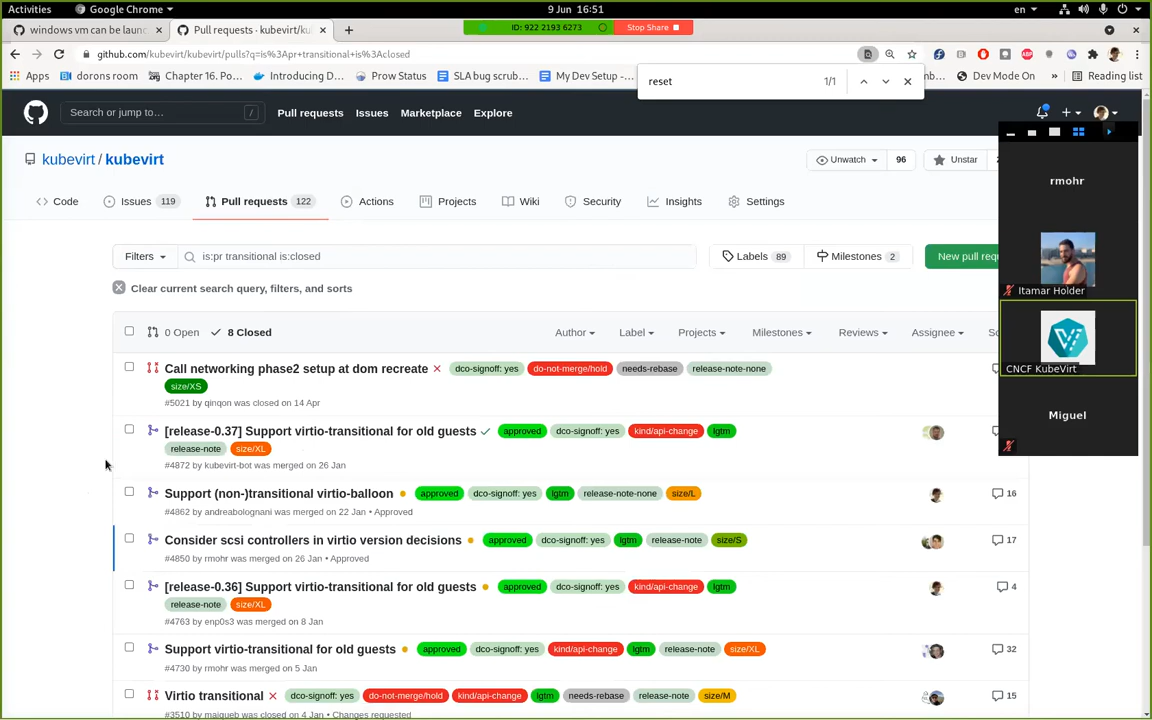 Activities Google Chrome 9 Jun 16:51 en
windows vm can be laun Pull requests · kubevirt/ku ID: 922 2193 6273 Stop Share
github.com/kubevirt/kubevirt/pulls?q=is%3Apr+transitional+is%3Aclosed
Apps dorons room Chapter 16. Po... Introducing D... Prow Status SLA bug scrub... My Dev Setup -... Dev Mode On » Reading list
reset 1/1
Search or jump to... / Pull requests Issues Marketplace Explore
kubevirt / kubevirt Unwatch 96 Unstar
Code Issues 119 Pull requests 122 Actions Projects Wiki Security Insights Settings
Filters is:pr transitional is:closed Labels 89 Milestones 2 New pull requ
Clear current search query, filters, and sorts
0 Open 8 Closed Author Label Projects Milestones Reviews Assignee So
Call networking phase2 setup at dom recreate dco-signoff: yes do-not-merge/hold needs-rebase release-note-none
size/XS
#5021 by qinqon was closed on 14 Apr
[release-0.37] Support virtio-transitional for old guests approved dco-signoff: yes kind/api-change lgtm
release-note size/XL
#4872 by kubevirt-bot was merged on 26 Jan
Support (non-)transitional virtio-balloon approved dco-signoff: yes lgtm release-note-none size/L 16
#4862 by andreabolognani was merged on 22 Jan • Approved
Consider scsi controllers in virtio version decisions approved dco-signoff: yes lgtm release-note size/S 17
#4850 by rmohr was merged on 26 Jan • Approved
[release-0.36] Support virtio-transitional for old guests approved dco-signoff: yes kind/api-change lgtm 4
release-note size/XL
#4763 by enp0s3 was merged on 8 Jan
Support virtio-transitional for old guests approved dco-signoff: yes kind/api-change lgtm release-note size/XL 32
#4730 by rmohr was merged on 5 Jan
Virtio transitional dco-signoff: yes do-not-merge/hold kind/api-change lgtm needs-rebase release-note size/M 15
#3510 by maiqueb was closed on 4 Jan • Changes requested
rmohr
Itamar Holder
CNCF KubeVirt
Miguel